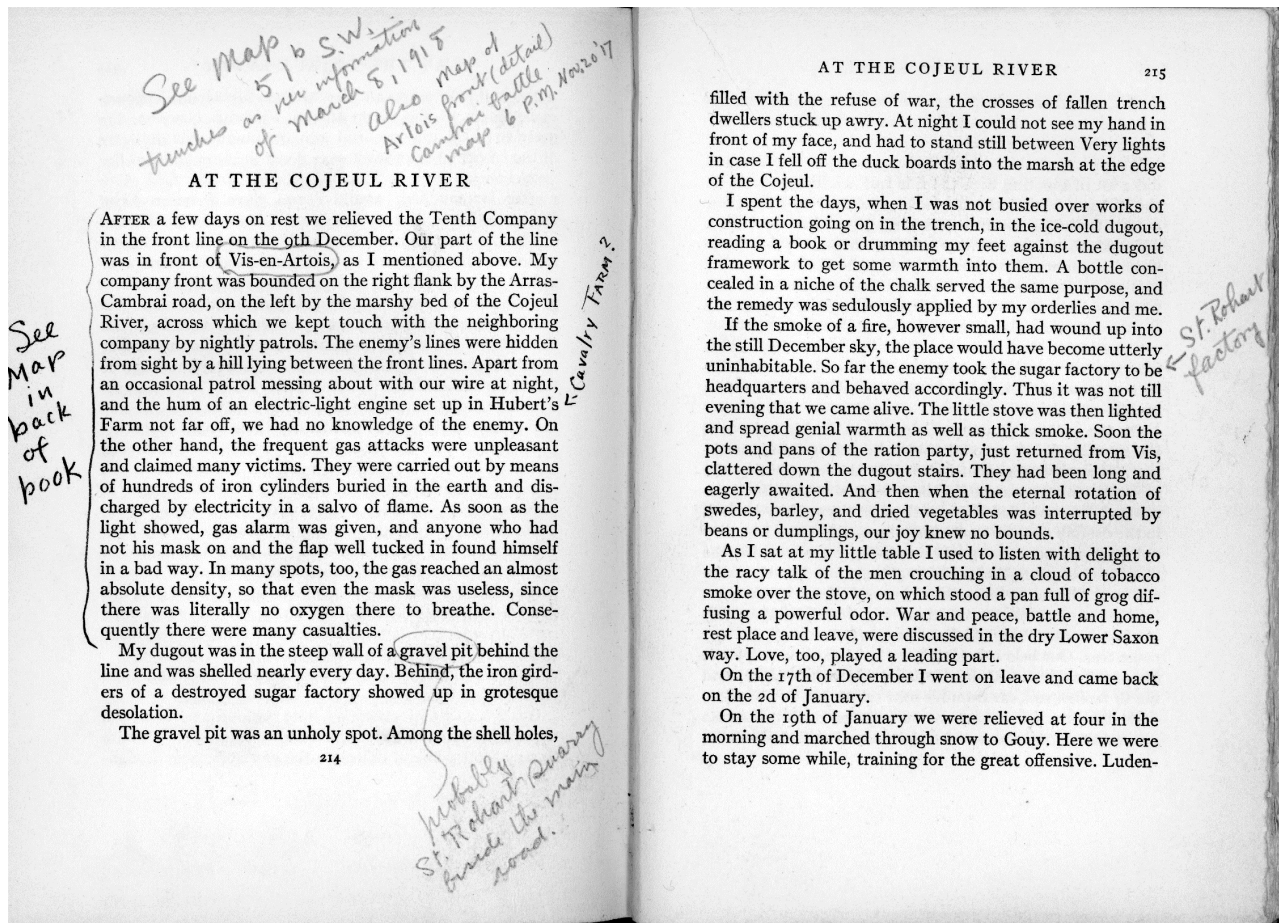 See Map
51b S.W.
trenches as per information
of March 8, 1918
also map of
Artois front (detail)
Cambrai battle
map 6 P.M. Nov. 20 '17
AT THE COJEUL RIVER
AFTER a few days on rest we relieved the Tenth Company
in the front line on the 9th December. Our part of the line
was in front of Vis-en-Artois, as I mentioned above. My
company front was bounded on the right flank by the Arras-
Cambrai road, on the left by the marshy bed of the Cojeul
River, across which we kept touch with the neighboring
company by nightly patrols. The enemy's lines were hidden
from sight by a hill lying between the front lines. Apart from
an occasional patrol messing about with our wire at night,
and the hum of an electric-light engine set up in Hubert's
Farm not far off, we had no knowledge of the enemy. On
the other hand, the frequent gas attacks were unpleasant
and claimed many victims. They were carried out by means
of hundreds of iron cylinders buried in the earth and dis-
charged by electricity in a salvo of flame. As soon as the
light showed, gas alarm was given, and anyone who had
not his mask on and the flap well tucked in found himself
in a bad way. In many spots, too, the gas reached an almost
absolute density, so that even the mask was useless, since
there was literally no oxygen there to breathe. Conse-
quently there were many casualties.
My dugout was in the steep wall of a gravel pit behind the
line and was shelled nearly every day. Behind, the iron gird-
ers of a destroyed sugar factory showed up in grotesque
desolation.
The gravel pit was an unholy spot. Among the shell holes,
214
See
Map
in
back
of
book
Cavalry FARM?
probably
St. Rohart Quarry
beside the main
road.
AT THE COJEUL RIVER
215
filled with the refuse of war, the crosses of fallen trench
dwellers stuck up awry. At night I could not see my hand in
front of my face, and had to stand still between Very lights
in case I fell off the duck boards into the marsh at the edge
of the Cojeul.
I spent the days, when I was not busied over works of
construction going on in the trench, in the ice-cold dugout,
reading a book or drumming my feet against the dugout
framework to get some warmth into them. A bottle con-
cealed in a niche of the chalk served the same purpose, and
the remedy was sedulously applied by my orderlies and me.
If the smoke of a fire, however small, had wound up into
the still December sky, the place would have become utterly
uninhabitable. So far the enemy took the sugar factory to be
headquarters and behaved accordingly. Thus it was not till
evening that we came alive. The little stove was then lighted
and spread genial warmth as well as thick smoke. Soon the
pots and pans of the ration party, just returned from Vis,
clattered down the dugout stairs. They had been long and
eagerly awaited. And then when the eternal rotation of
swedes, barley, and dried vegetables was interrupted by
beans or dumplings, our joy knew no bounds.
As I sat at my little table I used to listen with delight to
the racy talk of the men crouching in a cloud of tobacco
smoke over the stove, on which stood a pan full of grog dif-
fusing a powerful odor. War and peace, battle and home,
rest place and leave, were discussed in the dry Lower Saxon
way. Love, too, played a leading part.
On the 17th of December I went on leave and came back
on the 2d of January.
On the 19th of January we were relieved at four in the
morning and marched through snow to Gouy. Here we were
to stay some while, training for the great offensive. Luden-
St. Rohart
factory